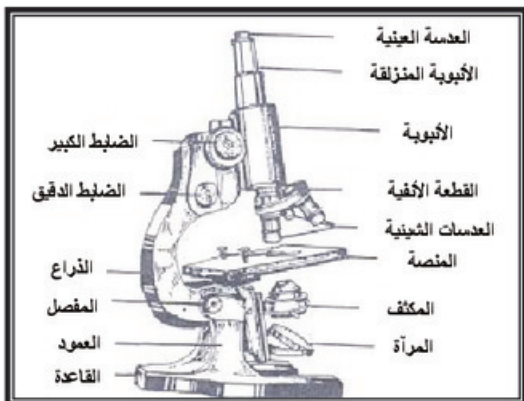 العدسة العينية
الأنبوبة المنزلقة
الأنبوبة
الضابط الكبير
القطعة الأنفية
الضابط الدقيق
العدسات الشيئية
المنصة
الذراع
المفصل
المكثف
العمود
المرآة
القاعدة